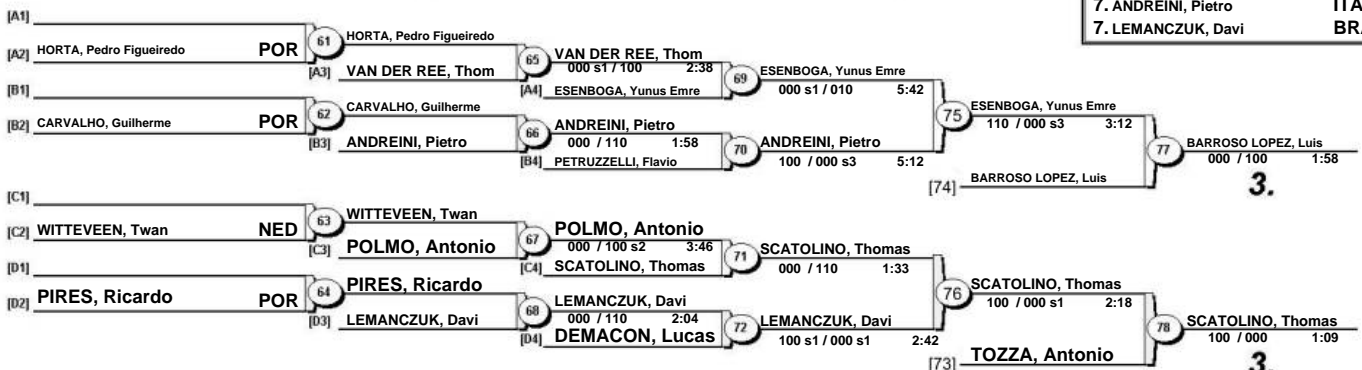 7. ANDREINI, Pietro ITA
7. LEMANCZUK, Davi BRA
[A1]
[A2] HORTA, Pedro Figueiredo POR
61 HORTA, Pedro Figueiredo
[A3] VAN DER REE, Thom
65 VAN DER REE, Thom
000 s1 / 100 2:38
[A4] ESENBOGA, Yunus Emre
69 ESENBOGA, Yunus Emre
000 s1 / 010 5:42
[B1]
[B2] CARVALHO, Guilherme POR
62 CARVALHO, Guilherme
[B3] ANDREINI, Pietro
66 ANDREINI, Pietro
000 / 110 1:58
[B4] PETRUZZELLI, Flavio
70 ANDREINI, Pietro
100 / 000 s3 5:12
75 ESENBOGA, Yunus Emre
110 / 000 s3 3:12
[74] BARROSO LOPEZ, Luis
77 BARROSO LOPEZ, Luis
000 / 100 1:58
3.
[C1]
[C2] WITTEVEEN, Twan NED
63 WITTEVEEN, Twan
[C3] POLMO, Antonio
67 POLMO, Antonio
000 / 100 s2 3:46
[C4] SCATOLINO, Thomas
71 SCATOLINO, Thomas
000 / 110 1:33
[D1]
[D2] PIRES, Ricardo POR
64 PIRES, Ricardo
[D3] LEMANCZUK, Davi
68 LEMANCZUK, Davi
000 / 110 2:04
[D4] DEMACON, Lucas
72 LEMANCZUK, Davi
100 s1 / 000 s1 2:42
76 SCATOLINO, Thomas
100 / 000 s1 2:18
[73] TOZZA, Antonio
78 SCATOLINO, Thomas
100 / 000 1:09
3.